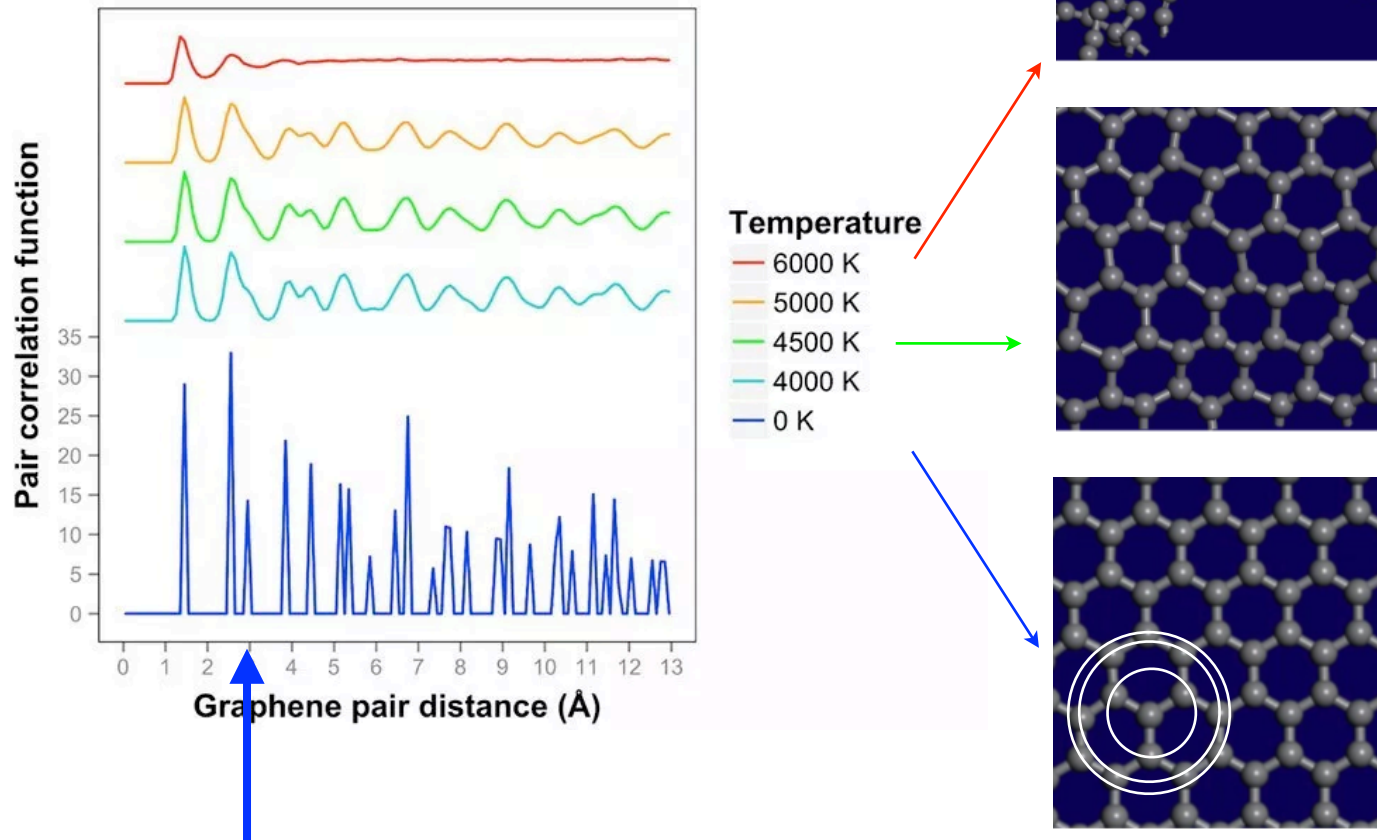 Pair correlation function
35
30
25
20
15
10
5
0
0 1 2 3 4 5 6 7 8 9 10 11 12 13
Graphene pair distance (Å)
Temperature
6000 K
5000 K
4500 K
4000 K
0 K